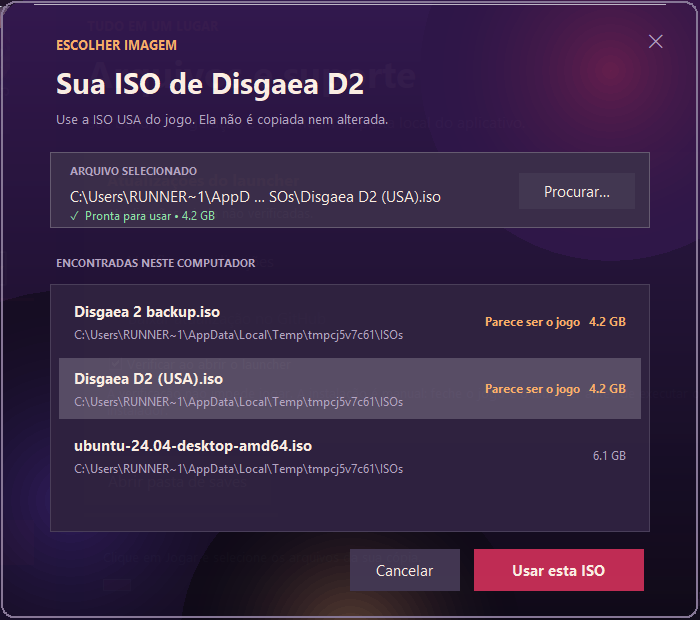 ESCOLHER IMAGEM
Sua ISO de Disgaea D2
Use a ISO USA do jogo. Ela não é copiada nem alterada.
ARQUIVO SELECIONADO
C:\Users\RUNNER~1\AppD ... SOs\Disgaea D2 (USA).iso
Procurar...
✓ Pronta para usar • 4.2 GB
ENCONTRADAS NESTE COMPUTADOR
Disgaea 2 backup.iso
Parece ser o jogo 4.2 GB
C:\Users\RUNNER~1\AppData\Local\Temp\tmpcj5v7c61\ISOs
Disgaea D2 (USA).iso
Parece ser o jogo 4.2 GB
C:\Users\RUNNER~1\AppData\Local\Temp\tmpcj5v7c61\ISOs
ubuntu-24.04-desktop-amd64.iso
6.1 GB
C:\Users\RUNNER~1\AppData\Local\Temp\tmpcj5v7c61\ISOs
Cancelar
Usar esta ISO